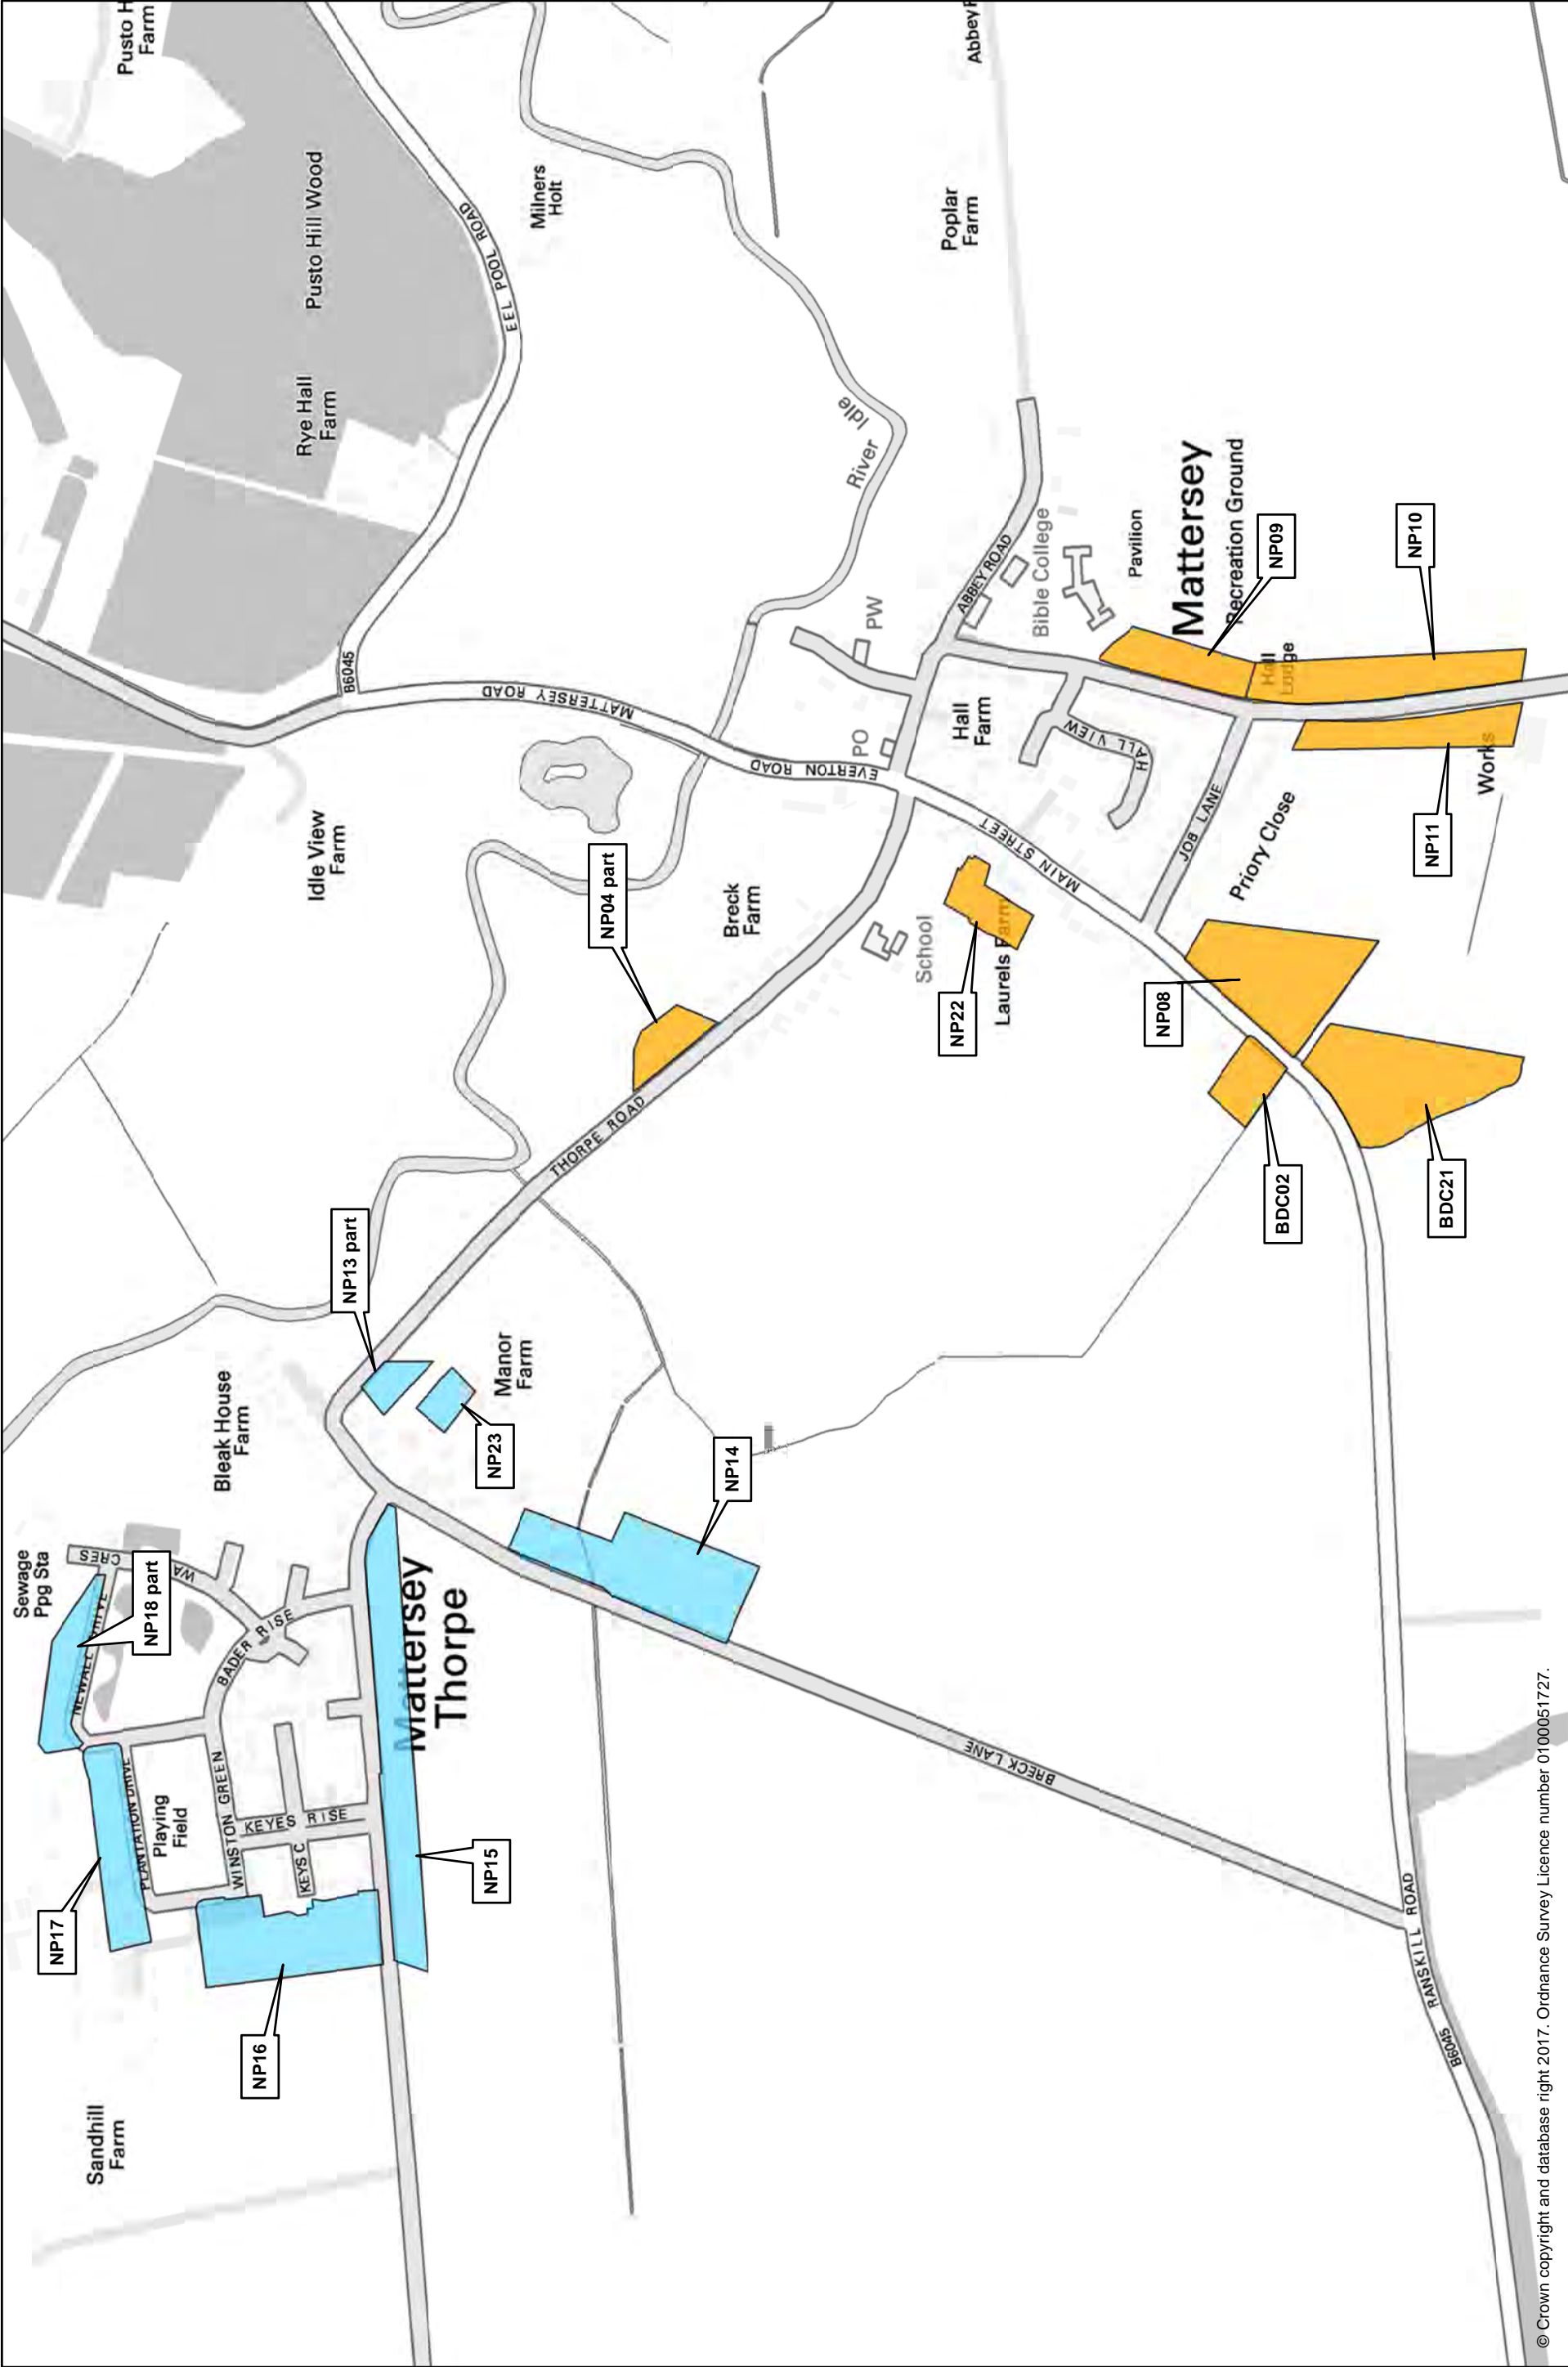 Sewage
Ppg Sta
Pusto H
Farm
Sandhill
Farm
NP17
NP18 part
CRES
WA
NEWALL DRIVE
PLANTATION DRIVE
Playing
Field
BADER RISE
WINSTON GREEN
KEYES RISE
KEYS C
NP16
NP15
Mattersey
Thorpe
Bleak House
Farm
NP13 part
NP23
Manor
Farm
NP14
BRECK LANE
THORPE ROAD
Idle View
Farm
Rye Hall
Farm
Pusto Hill Wood
B6045
EEL POOL ROAD
Milners
Holt
MATTERSEY ROAD
NP04 part
Breck
Farm
EVERTON ROAD
PO
PW
River
Idle
Poplar
Farm
Abbey F
School
NP22
Laurels Farm
MAIN STREET
Hall
Farm
HALL VIEW
ABBEY ROAD
Bible College
Pavilion
Mattersey
Recreation Ground
Hall
Lodge
NP09
NP10
NP11
Works
JOB LANE
Priory Close
NP08
BDC02
BDC21
RANSKILL ROAD
B6045
© Crown copyright and database right 2017. Ordnance Survey Licence number 0100051727.